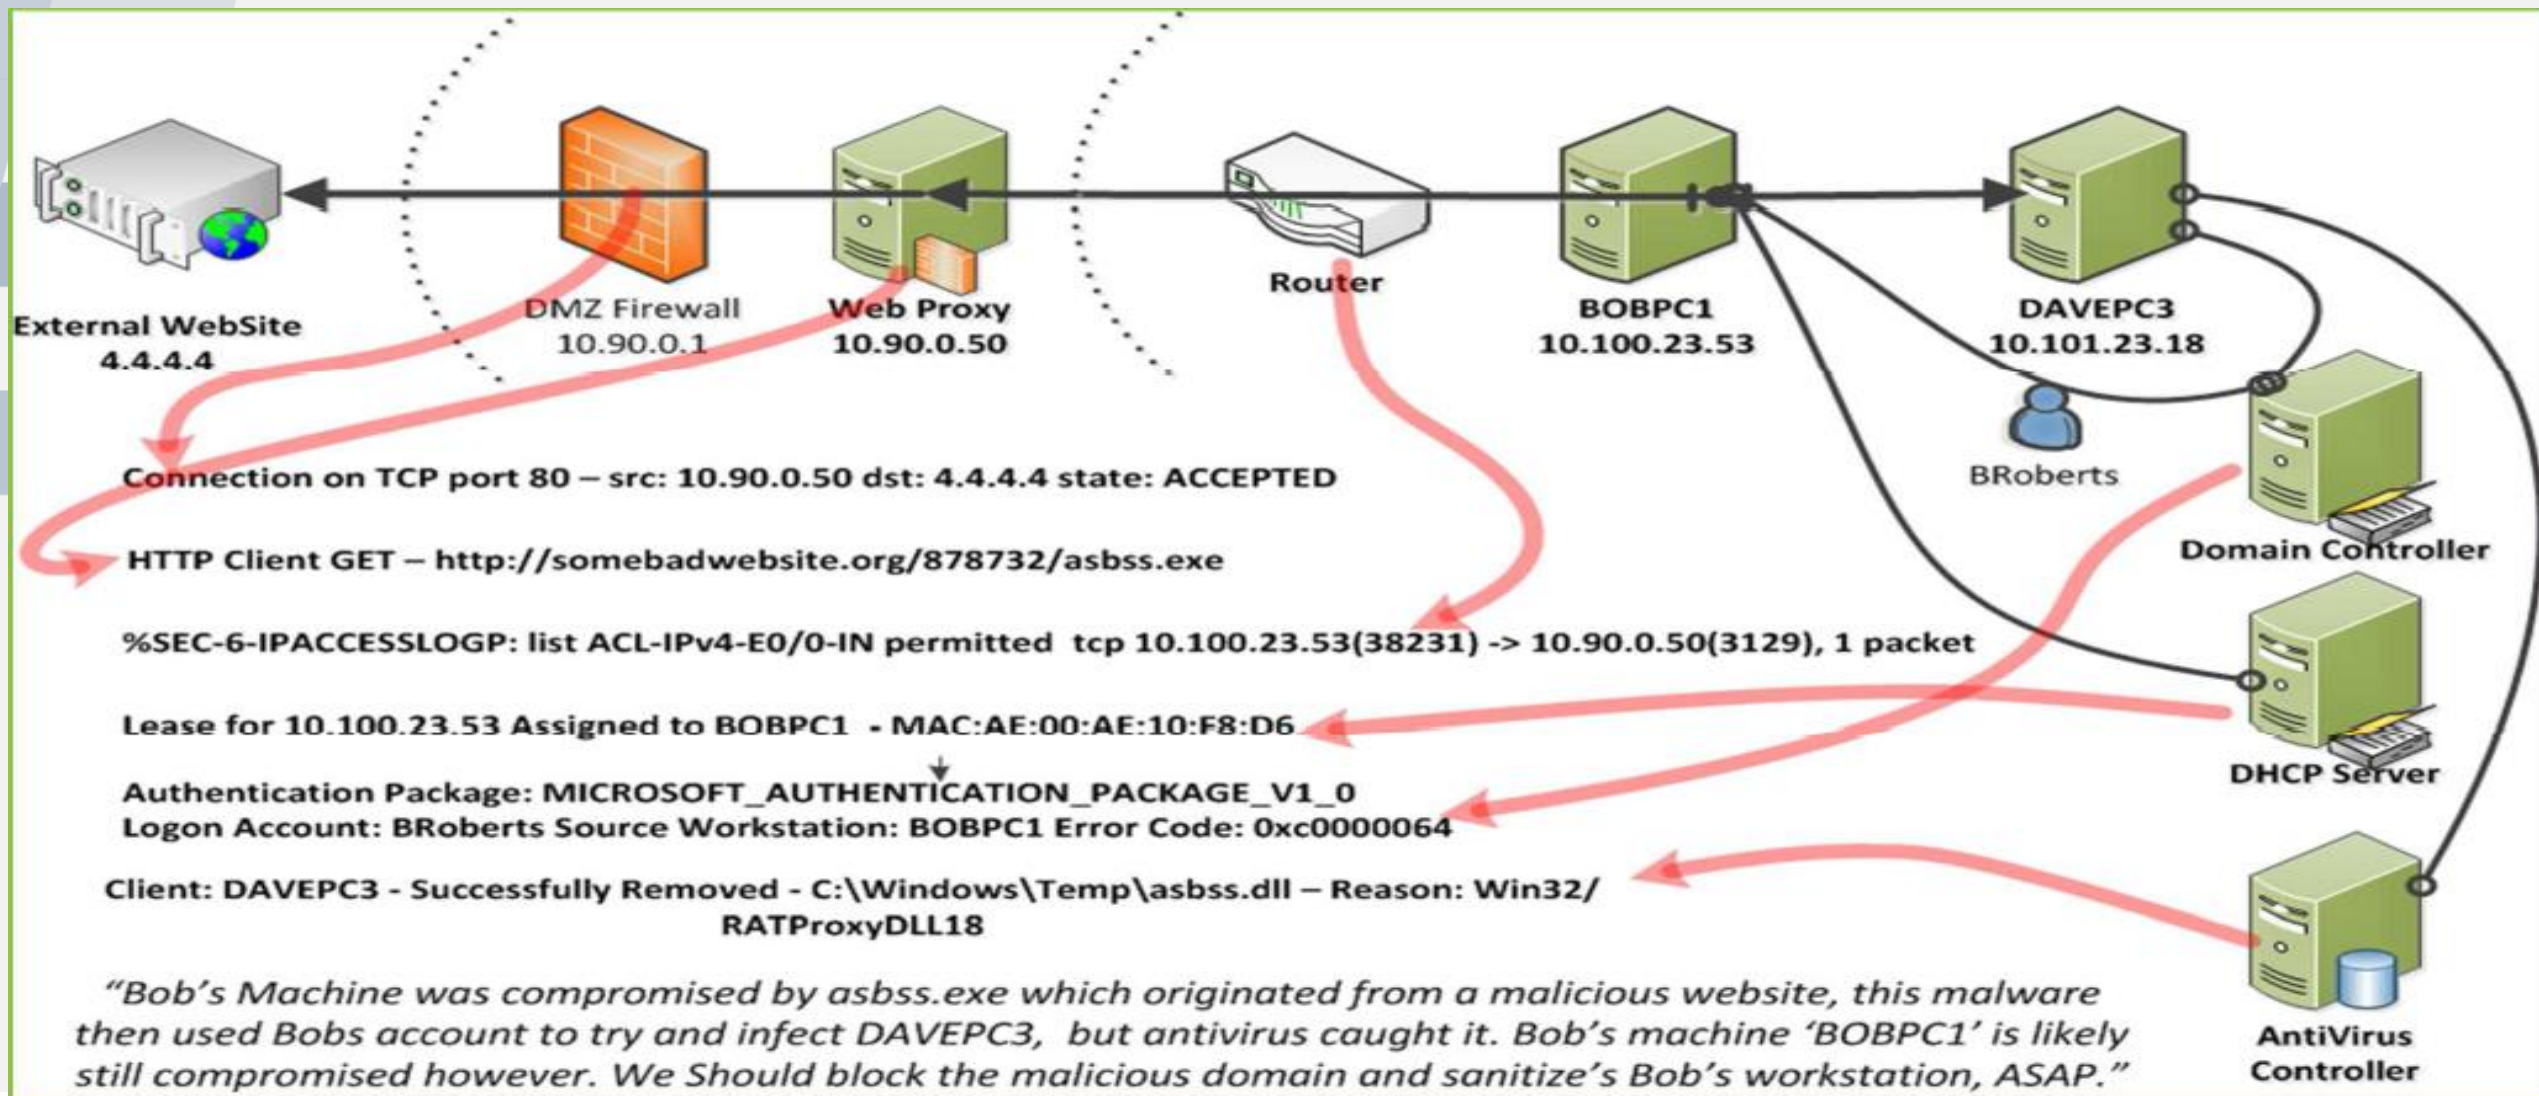 External WebSite
4.4.4.4
DMZ Firewall
10.90.0.1
Web Proxy
10.90.0.50
Router
BOBPC1
10.100.23.53
DAVEPC3
10.101.23.18
BRoberts
Domain Controller
DHCP Server
AntiVirus
Controller
Connection on TCP port 80 – src: 10.90.0.50 dst: 4.4.4.4 state: ACCEPTED
HTTP Client GET – http://somebadwebsite.org/878732/asbss.exe
%SEC-6-IPACCESSLOGP: list ACL-IPv4-E0/0-IN permitted tcp 10.100.23.53(38231) -> 10.90.0.50(3129), 1 packet
Lease for 10.100.23.53 Assigned to BOBPC1 - MAC:AE:00:AE:10:F8:D6
Authentication Package: MICROSOFT_AUTHENTICATION_PACKAGE_V1_0
Logon Account: BRoberts Source Workstation: BOBPC1 Error Code: 0xc0000064
Client: DAVEPC3 - Successfully Removed - C:\Windows\Temp\asbss.dll – Reason: Win32/
RATProxyDLL18
“Bob’s Machine was compromised by asbss.exe which originated from a malicious website, this malware
then used Bobs account to try and infect DAVEPC3, but antivirus caught it. Bob’s machine ‘BOBPC1’ is likely
still compromised however. We Should block the malicious domain and sanitize’s Bob’s workstation, ASAP.”